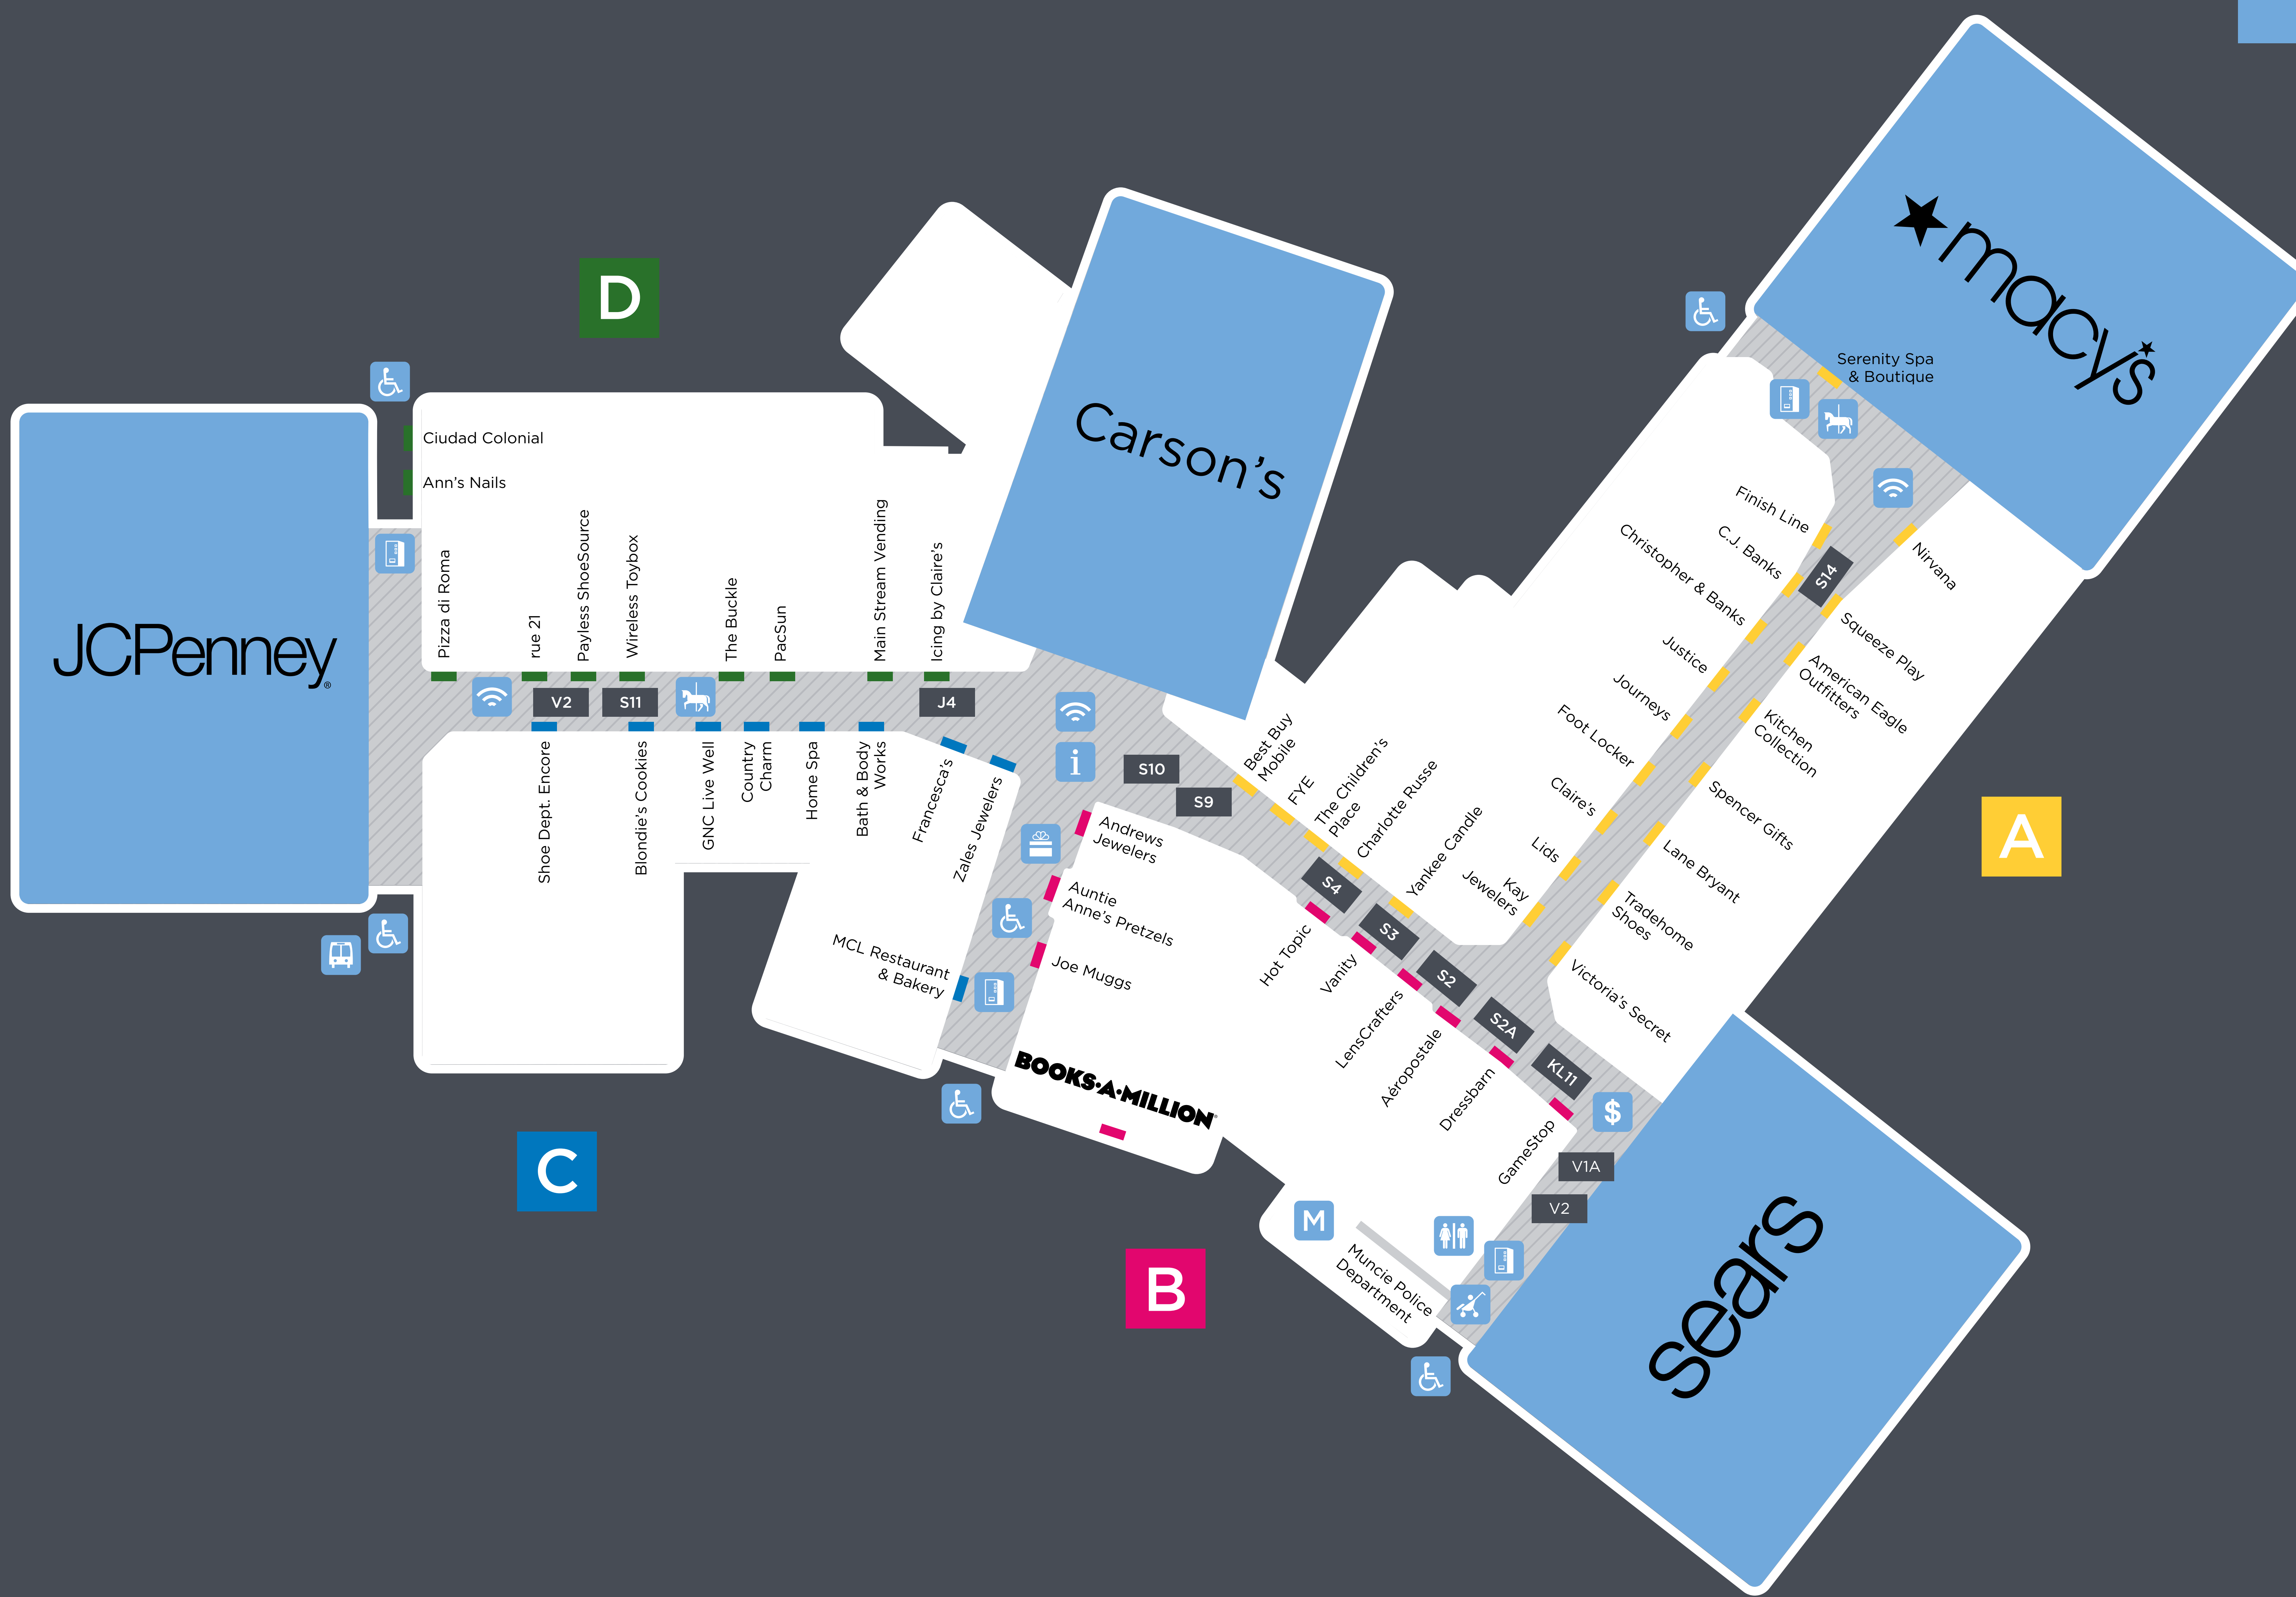 macys
Serenity Spa
& Boutique
Carson's
D
Ciudad Colonial
Ann's Nails
JCPenney®
Pizza di Roma
rue 21
Payless ShoeSource
Wireless Toybox
The Buckle
PacSun
Main Stream Vending
Icing by Claire's
V2
S11
J4
Shoe Dept. Encore
Blondie's Cookies
GNC Live Well
Country
Charm
Home Spa
Bath & Body
Works
Francesca's
Zales Jewelers
MCL Restaurant
& Bakery
C
i
S10
S9
Andrews
Jewelers
Auntie
Anne's Pretzels
Joe Muggs
BOOKS·A·MILLION®
B
Best Buy
Mobile
FYE
The Children's
Place
Charlotte Russe
Yankee Candle
Kay
Jewelers
Lids
Claire's
Foot Locker
Journeys
Justice
Christopher & Banks
C.J. Banks
Finish Line
S14
Nirvana
Squeeze Play
American Eagle
Outfitters
Kitchen
Collection
Spencer Gifts
Lane Bryant
Tradehome
Shoes
Victoria's Secret
A
S4
S3
S2
S2A
KL11
Hot Topic
Vanity
LensCrafters
Aéropostale
Dressbarn
GameStop
$
V1A
V2
M
Muncie Police
Department
sears